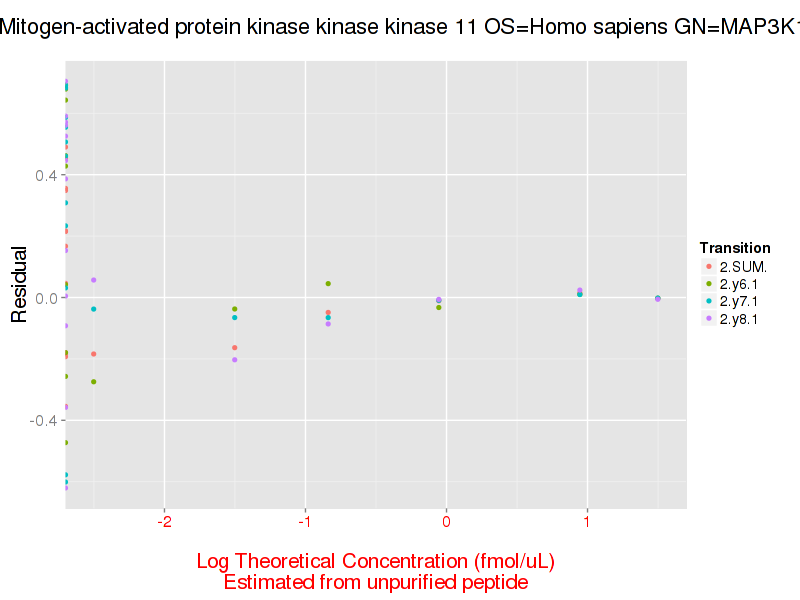 Mitogen-activated protein kinase kinase kinase 11 OS=Homo sapiens GN=MAP3K1
Residual
0.4
0.0
-0.4
-2
-1
0
1
Log Theoretical Concentration (fmol/uL)
Estimated from unpurified peptide
Transition
2.SUM.
2.y6.1
2.y7.1
2.y8.1